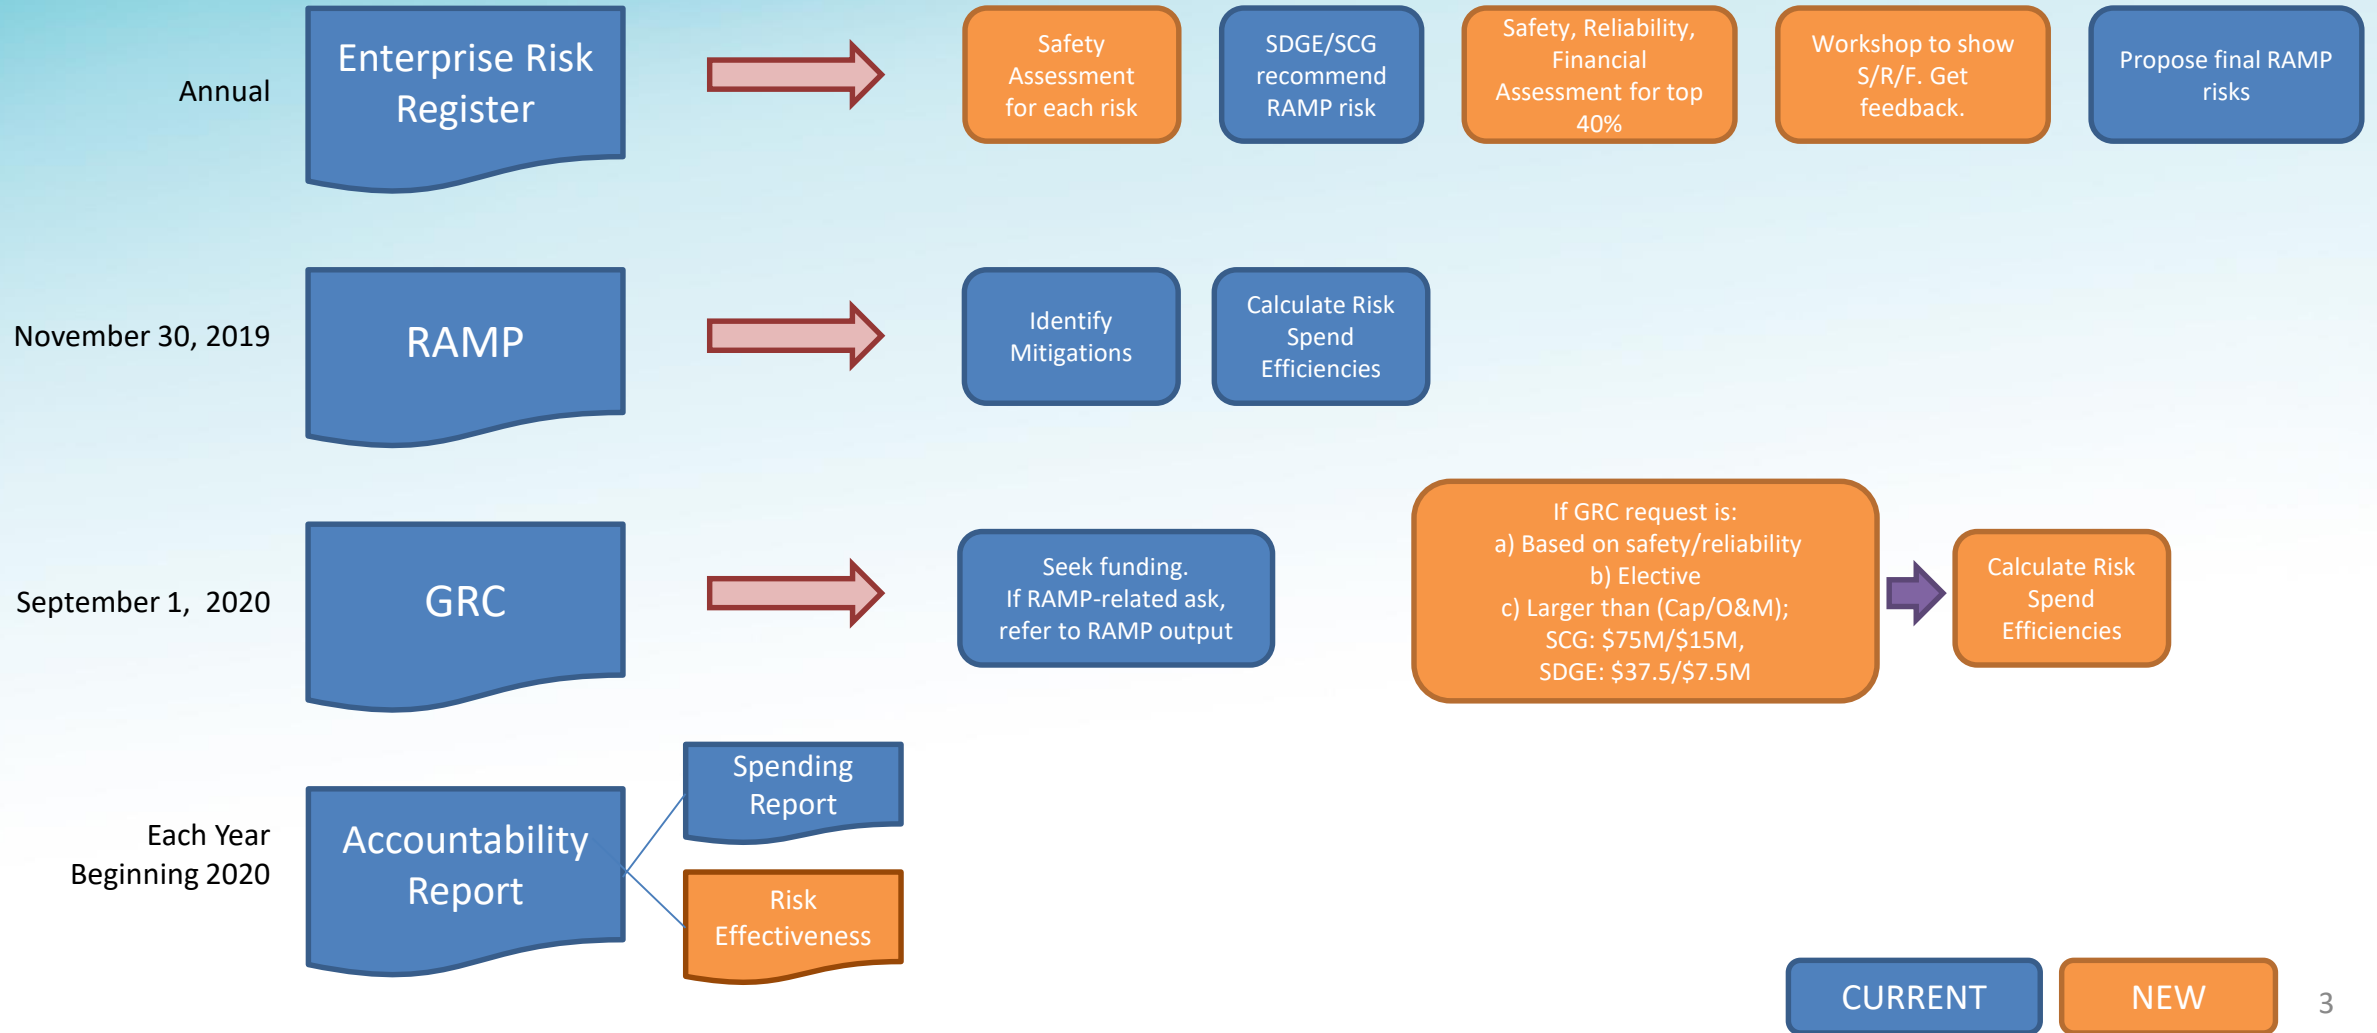 Annual
Enterprise Risk
Register
Safety
Assessment
for each risk
SDGE/SCG
recommend
RAMP risk
Safety, Reliability,
Financial
Assessment for top
40%
Workshop to show
S/R/F. Get
feedback.
Propose final RAMP
risks
November 30, 2019
RAMP
Identify
Mitigations
Calculate Risk
Spend
Efficiencies
September 1, 2020
GRC
Seek funding.
If RAMP-related ask,
refer to RAMP output
If GRC request is:
a) Based on safety/reliability
b) Elective
c) Larger than (Cap/O&M);
SCG: $75M/$15M,
SDGE: $37.5/$7.5M
Calculate Risk
Spend
Efficiencies
Each Year
Beginning 2020
Accountability
Report
Spending
Report
Risk
Effectiveness
CURRENT
NEW
3